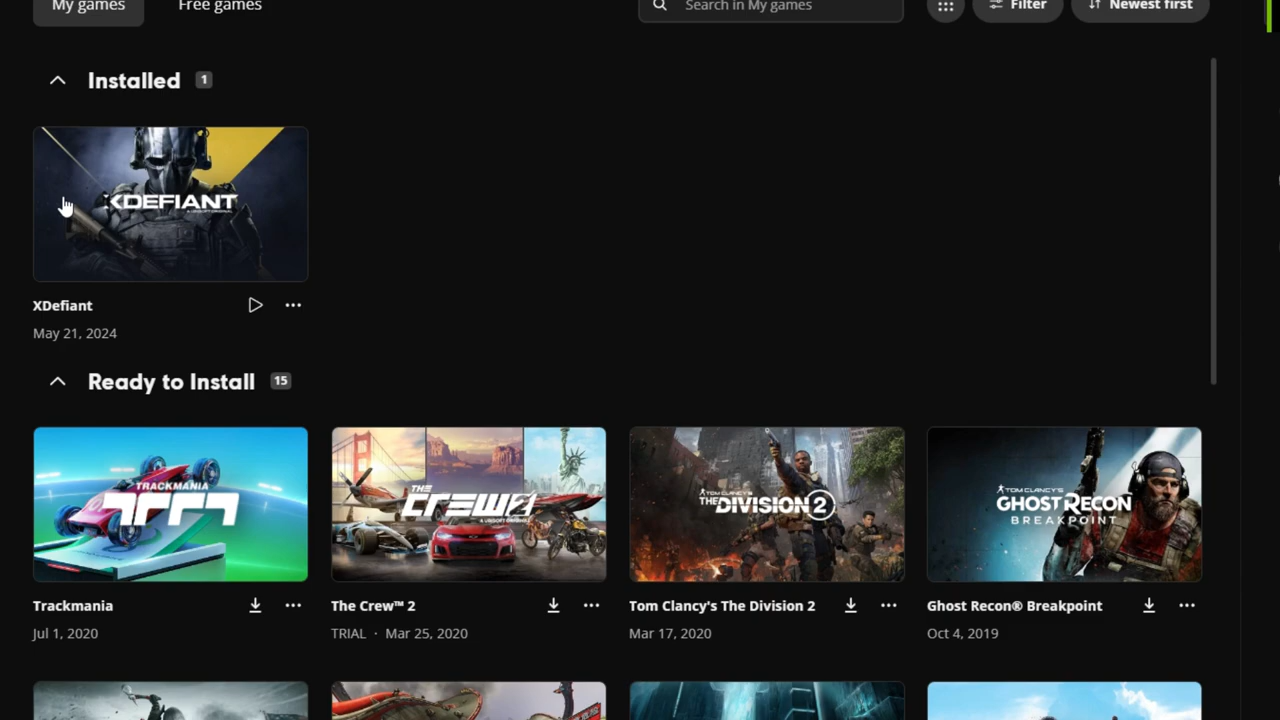 My games
Free games
Search in My games
Filter
Newest first
Installed 1
XDEFIANT
XDefiant
May 21, 2024
Ready to Install 15
TRACKMANIA
THE CREW 2
TOM CLANCY'S
THE DIVISION 2
TOM CLANCY'S
GHOST RECON
BREAKPOINT
Trackmania
The Crew™ 2
Tom Clancy's The Division 2
Ghost Recon® Breakpoint
Jul 1, 2020
TRIAL · Mar 25, 2020
Mar 17, 2020
Oct 4, 2019